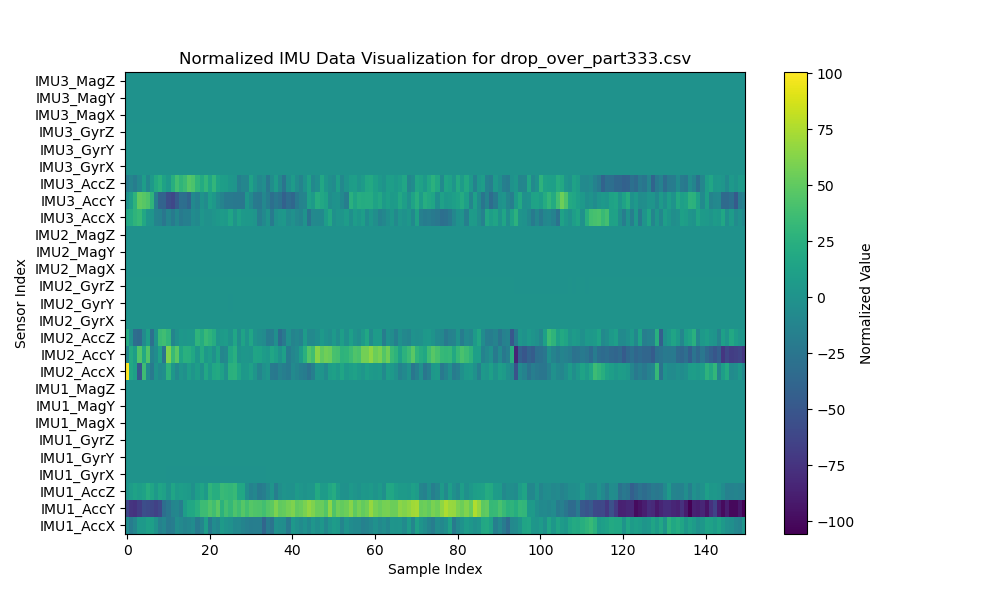 Normalized IMU Data Visualization for drop_over_part333.csv
IMU3_MagZ
IMU3_MagY
IMU3_MagX
IMU3_GyrZ
IMU3_GyrY
IMU3_GyrX
IMU3_AccZ
IMU3_AccY
IMU3_AccX
IMU2_MagZ
IMU2_MagY
IMU2_MagX
IMU2_GyrZ
IMU2_GyrY
IMU2_GyrX
IMU2_AccZ
IMU2_AccY
IMU2_AccX
IMU1_MagZ
IMU1_MagY
IMU1_MagX
IMU1_GyrZ
IMU1_GyrY
IMU1_GyrX
IMU1_AccZ
IMU1_AccY
IMU1_AccX
Sensor Index
0 20 40 60 80 100 120 140
Sample Index
100
75
50
25
0
−25
−50
−75
−100
Normalized Value